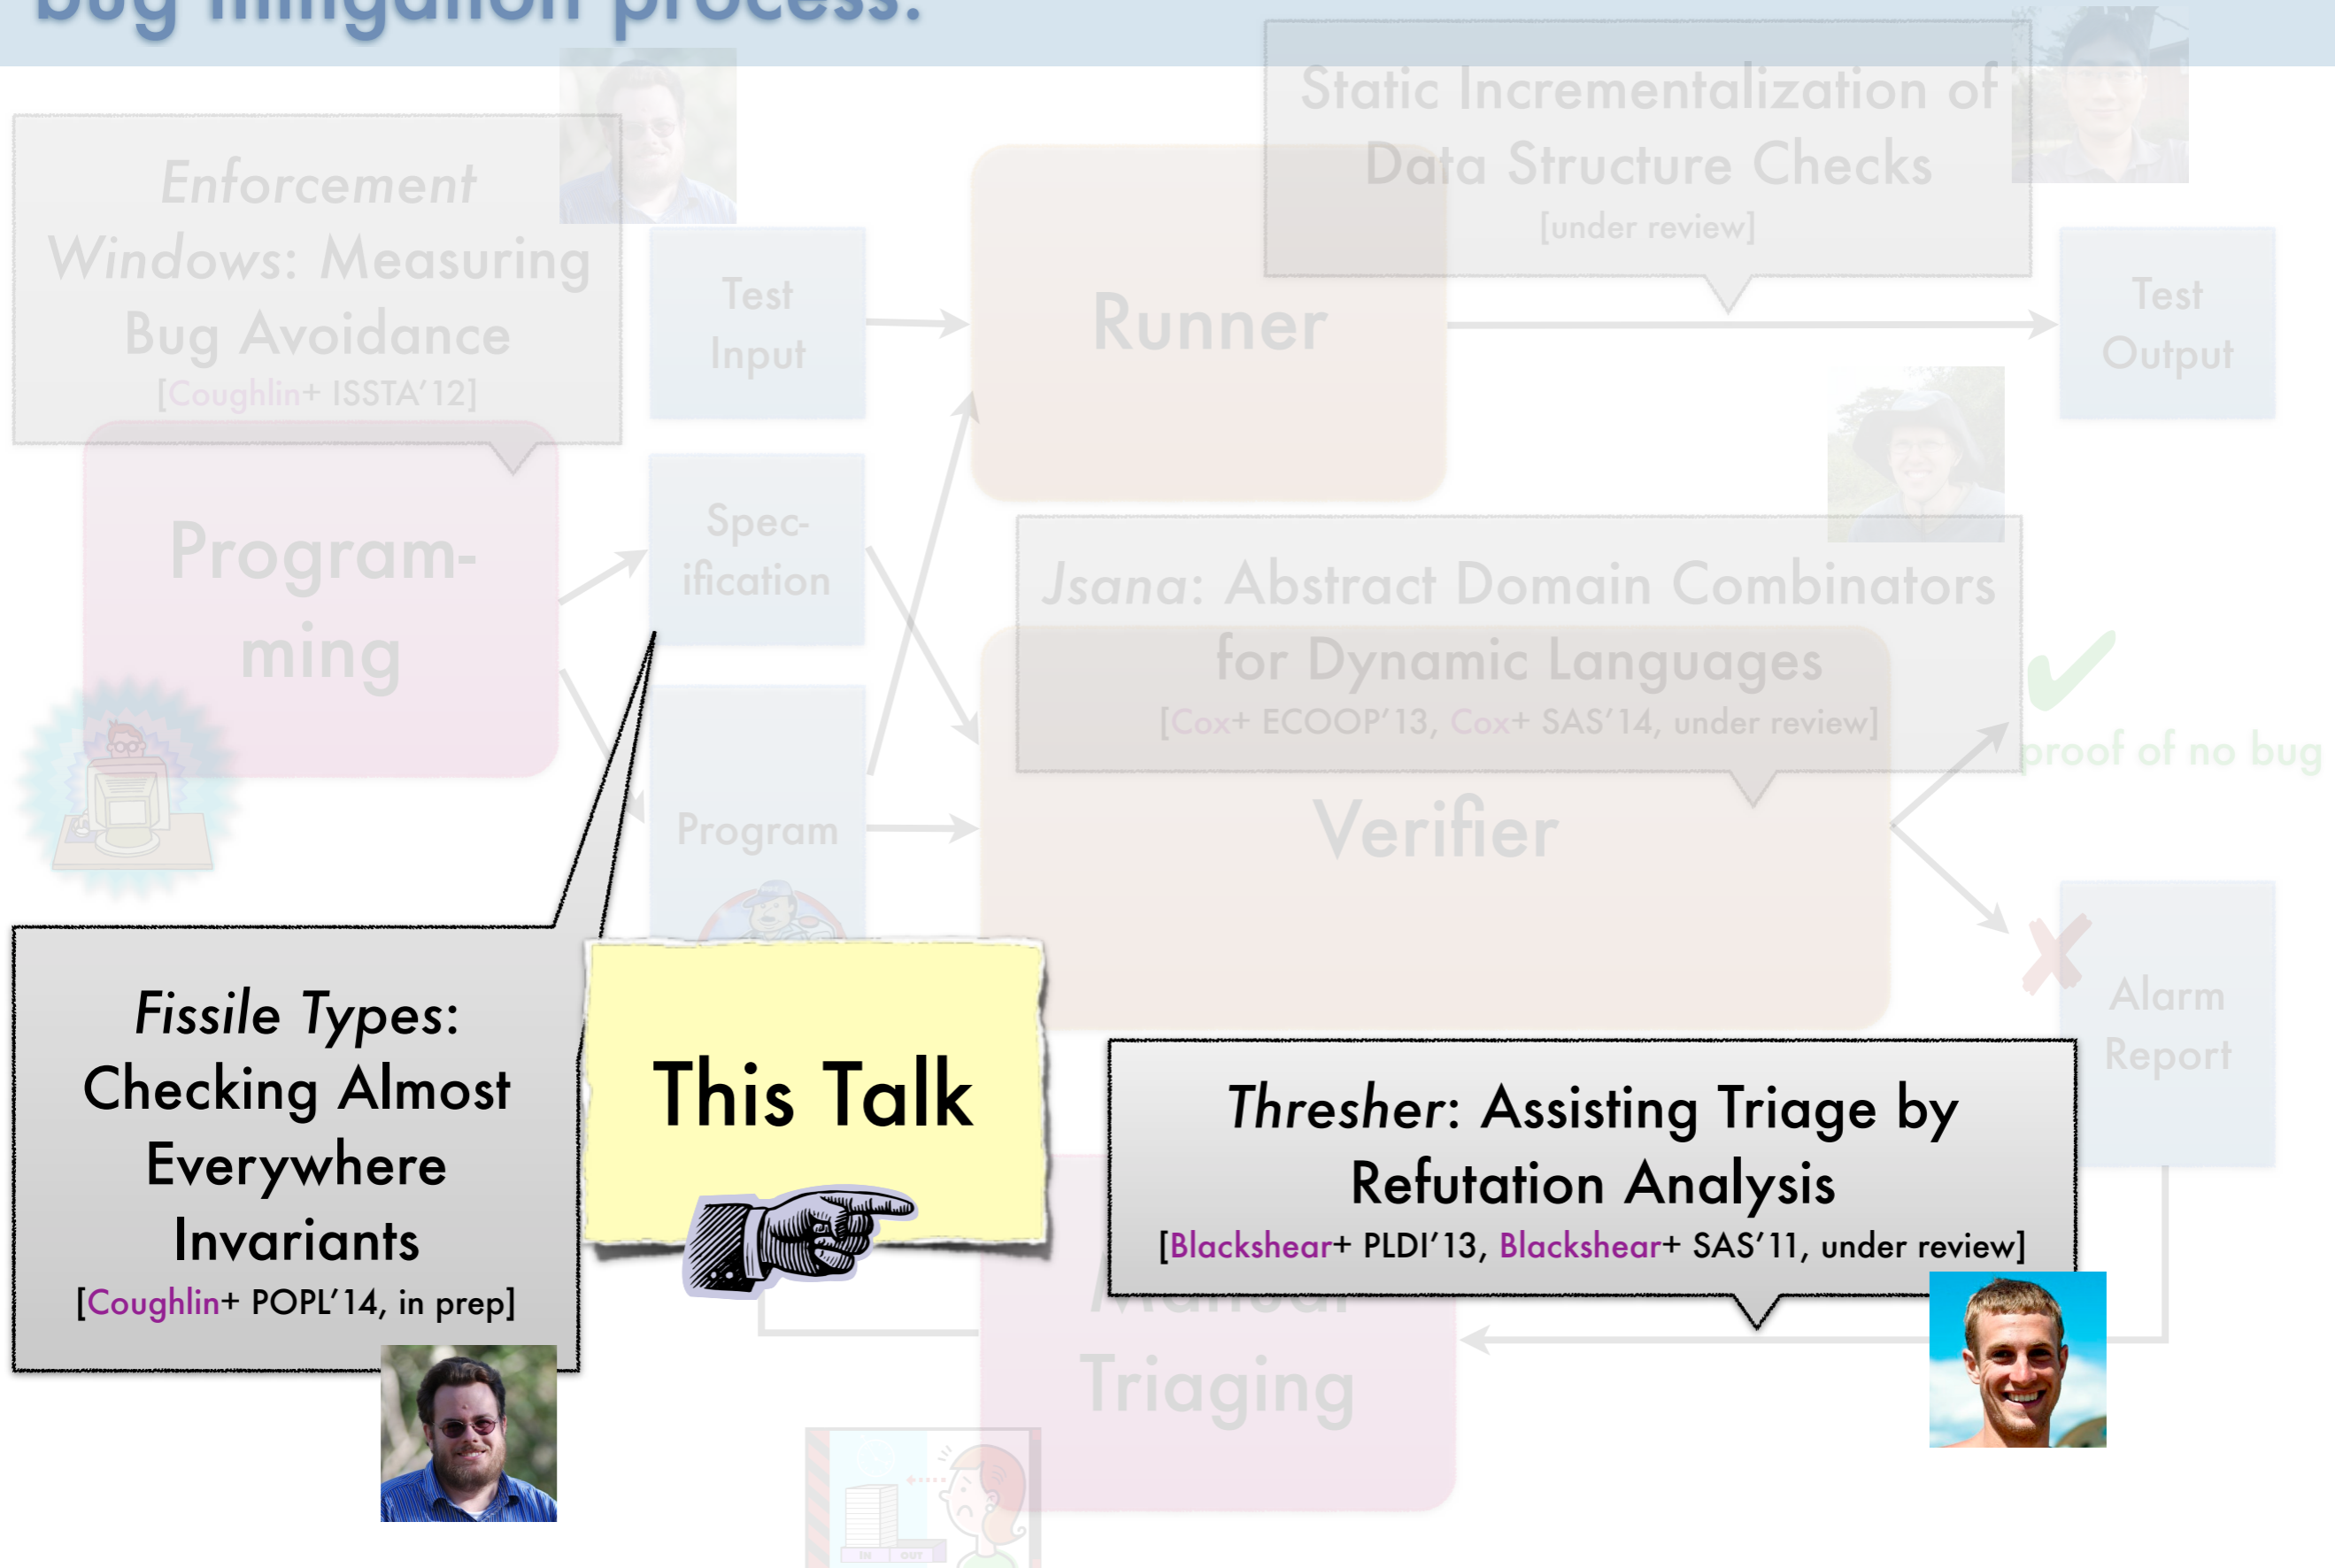 bug mitigation process.
Static Incrementalization of
Data Structure Checks
[under review]
Enforcement
Windows: Measuring
Bug Avoidance
[Coughlin+ ISSTA'12]
Test
Input
Runner
Test
Output
Program-
ming
Spec-
ification
Jsana: Abstract Domain Combinators
for Dynamic Languages
[Cox+ ECOOP'13, Cox+ SAS'14, under review]
proof of no bug
Program
Verifier
Alarm
Report
Fissile Types:
Checking Almost
Everywhere
Invariants
[Coughlin+ POPL'14, in prep]
This Talk
Thresher: Assisting Triage by
Refutation Analysis
[Blackshear+ PLDI'13, Blackshear+ SAS'11, under review]
Manual
Triaging
IN OUT